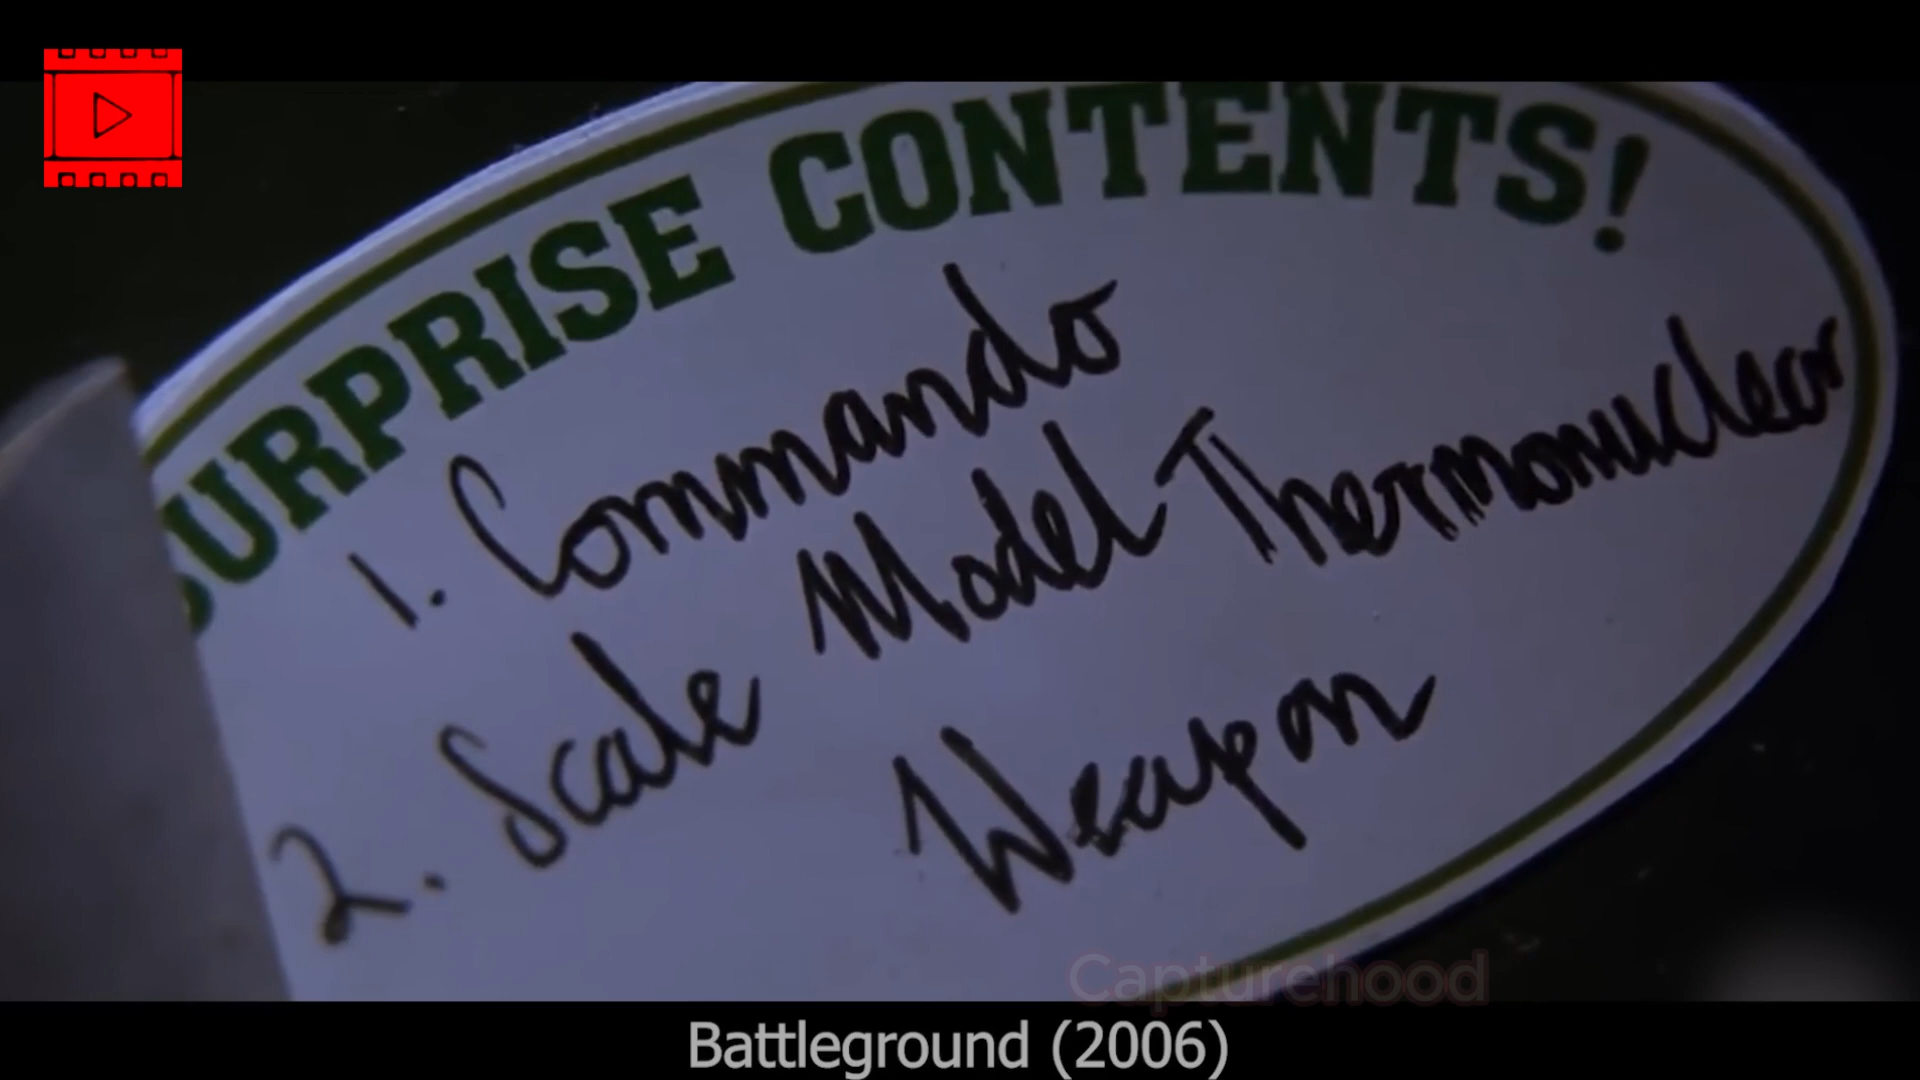 SURPRISE CONTENTS!
1. Commando
2. Scale Model Thermonuclear
Weapon
Capturehood
Battleground (2006)